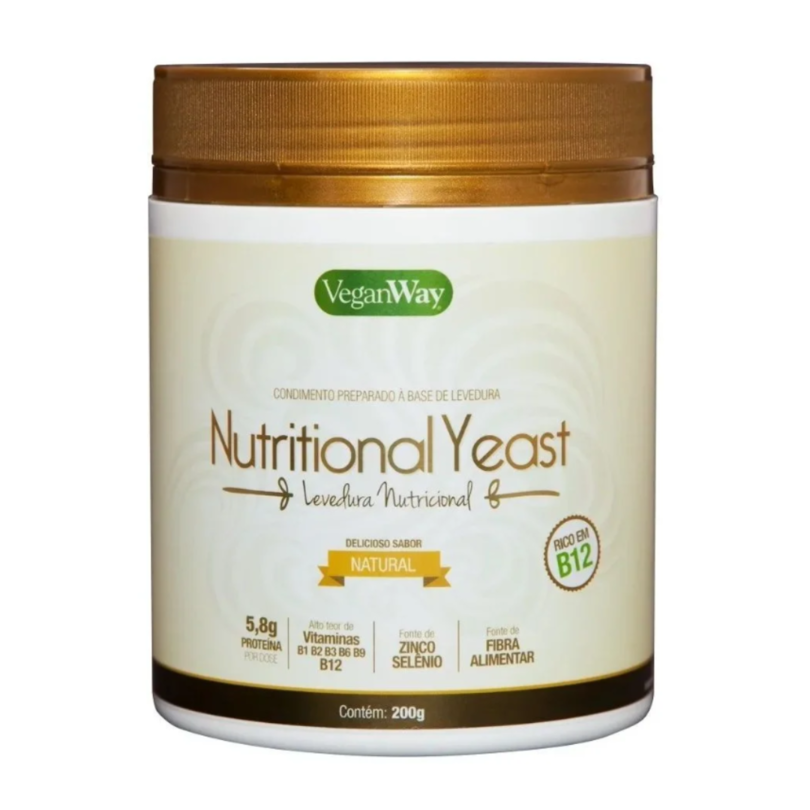 VeganWay
CONDIMENTO PREPARADO À BASE DE LEVEDURA
Nutritional Yeast
Levedura Nutricional
DELICIOSO SABOR
NATURAL
RICO EM
B12
5,8g
PROTEÍNA
POR DOSE
Alto teor de
Vitaminas
B1 B2 B3 B6 B9
B12
Fonte de
ZINCO
SELÊNIO
Fonte de
FIBRA
ALIMENTAR
Contém: 200g